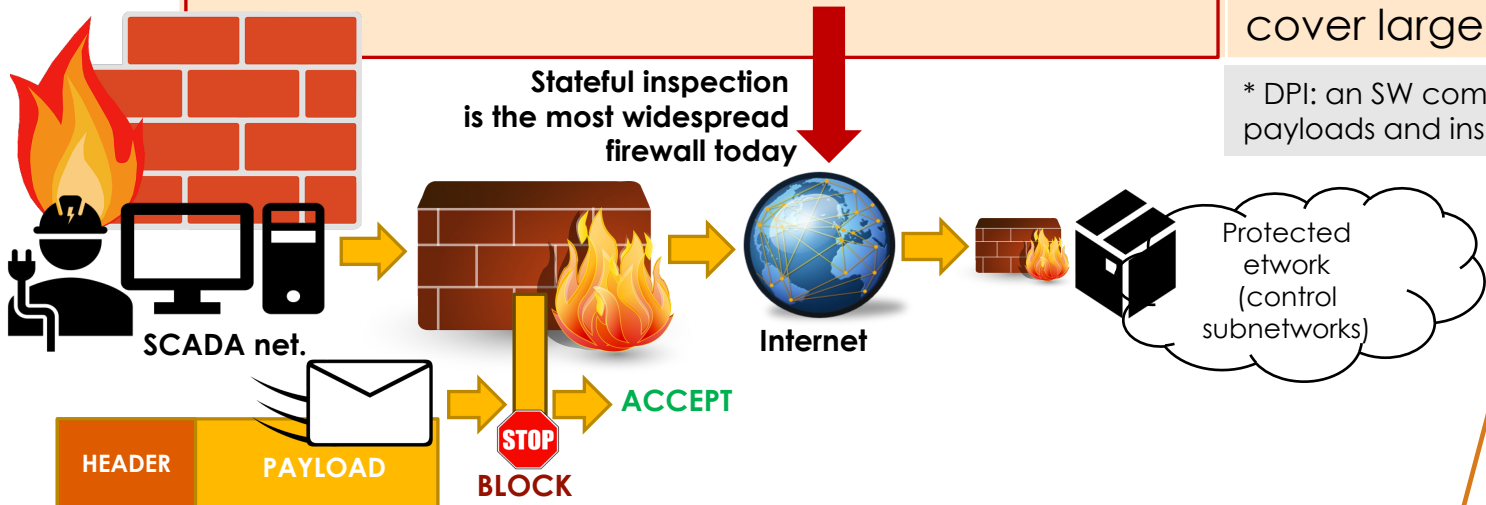 cover large
* DPI: an SW com
payloads and ins
Stateful inspection
is the most widespread
firewall today
Protected
etwork
(control
subnetworks)
SCADA net.
Internet
ACCEPT
HEADER
PAYLOAD
STOP
BLOCK